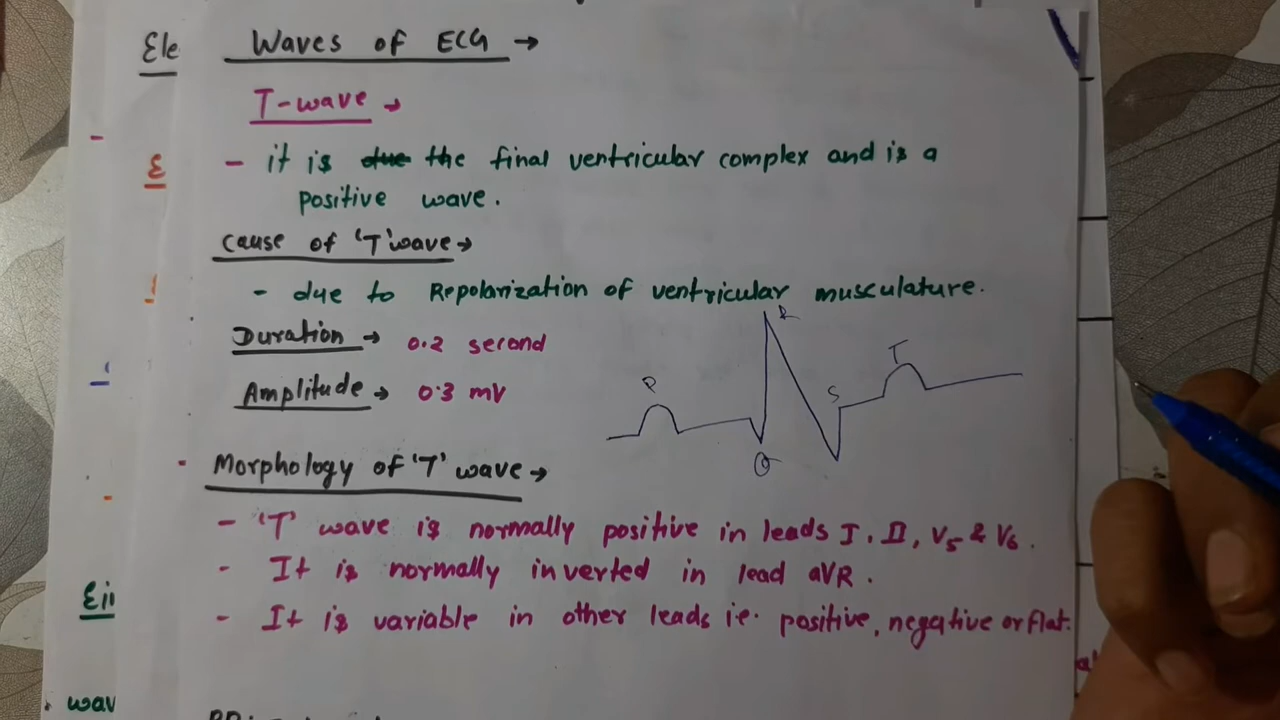 Ele Waves of ECG →
T-wave →
ε - it is due the final ventricular complex and is a
positive wave.
Cause of 'T' wave →
- due to Repolarization of ventricular musculature.
Duration → 0.2 second
R
Amplitude → 0.3 mV
P
S
T
Q
Morphology of 'T' wave →
- 'T' wave is normally positive in leads I, II, V5 & V6.
- It is normally inverted in lead aVR.
- It is variable in other leads i.e. positive, negative or flat.
wav